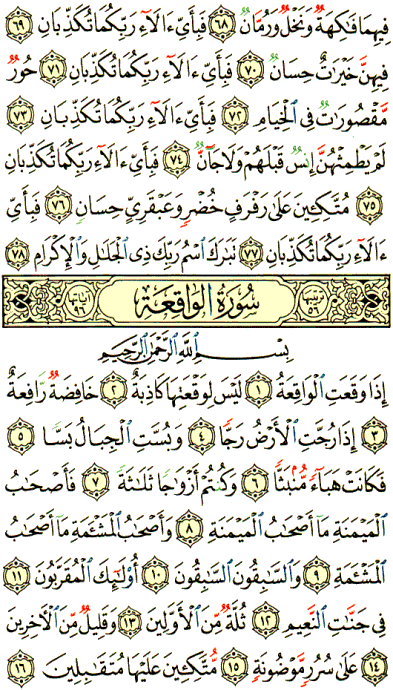 فِيهِمَا فَـٰكِهَةٌ وَنَخْلٌ وَرُمَّانٌ ٦٨ فَبِأَىِّ ءَالَآءِ رَبِّكُمَا تُكَذِّبَانِ ٦٩
فِيهِنَّ خَيْرَٰتٌ حِسَانٌ ٧٠ فَبِأَىِّ ءَالَآءِ رَبِّكُمَا تُكَذِّبَانِ ٧١ حُورٌ
مَّقْصُورَٰتٌ فِى ٱلْخِيَامِ ٧٢ فَبِأَىِّ ءَالَآءِ رَبِّكُمَا تُكَذِّبَانِ ٧٣
لَمْ يَطْمِثْهُنَّ إِنسٌ قَبْلَهُمْ وَلَا جَآنٌّ ٧٤ فَبِأَىِّ ءَالَآءِ رَبِّكُمَا تُكَذِّبَانِ
٧٥ مُتَّكِـِٔينَ عَلَىٰ رَفْرَفٍ خُضْرٍ وَعَبْقَرِىٍّ حِسَانٍ ٧٦ فَبِأَىِّ
ءَالَآءِ رَبِّكُمَا تُكَذِّبَانِ ٧٧ تَبَـٰرَكَ ٱسْمُ رَبِّكَ ذِى ٱلْجَلَـٰلِ وَٱلْإِكْرَامِ ٧٨
ترتيبها ٥٦ سُورَةُ الوَاقِعَةِ آياتها ٩٦
بِسْمِ ٱللَّهِ ٱلرَّحْمَـٰنِ ٱلرَّحِيمِ
إِذَا وَقَعَتِ ٱلْوَاقِعَةُ ١ لَيْسَ لِوَقْعَتِهَا كَاذِبَةٌ ٢ خَافِضَةٌ رَّافِعَةٌ
٣ إِذَا رُجَّتِ ٱلْأَرْضُ رَجًّا ٤ وَبُسَّتِ ٱلْجِبَالُ بَسًّا ٥
فَكَانَتْ هَبَآءً مُّنۢبَثًّا ٦ وَكُنتُمْ أَزْوَٰجًا ثَلَـٰثَةً ٧ فَأَصْحَـٰبُ
ٱلْمَيْمَنَةِ مَآ أَصْحَـٰبُ ٱلْمَيْمَنَةِ ٨ وَأَصْحَـٰبُ ٱلْمَشْـَٔمَةِ مَآ أَصْحَـٰبُ
ٱلْمَشْـَٔمَةِ ٩ وَٱلسَّـٰبِقُونَ ٱلسَّـٰبِقُونَ ١٠ أُو۟لَـٰٓئِكَ ٱلْمُقَرَّبُونَ ١١
فِى جَنَّـٰتِ ٱلنَّعِيمِ ١٢ ثُلَّةٌ مِّنَ ٱلْأَوَّلِينَ ١٣ وَقَلِيلٌ مِّنَ ٱلْـَٔاخِرِينَ
١٤ عَلَىٰ سُرُرٍ مَّوْضُونَةٍ ١٥ مُّتَّكِـِٔينَ عَلَيْهَا مُتَقَـٰبِلِينَ ١٦